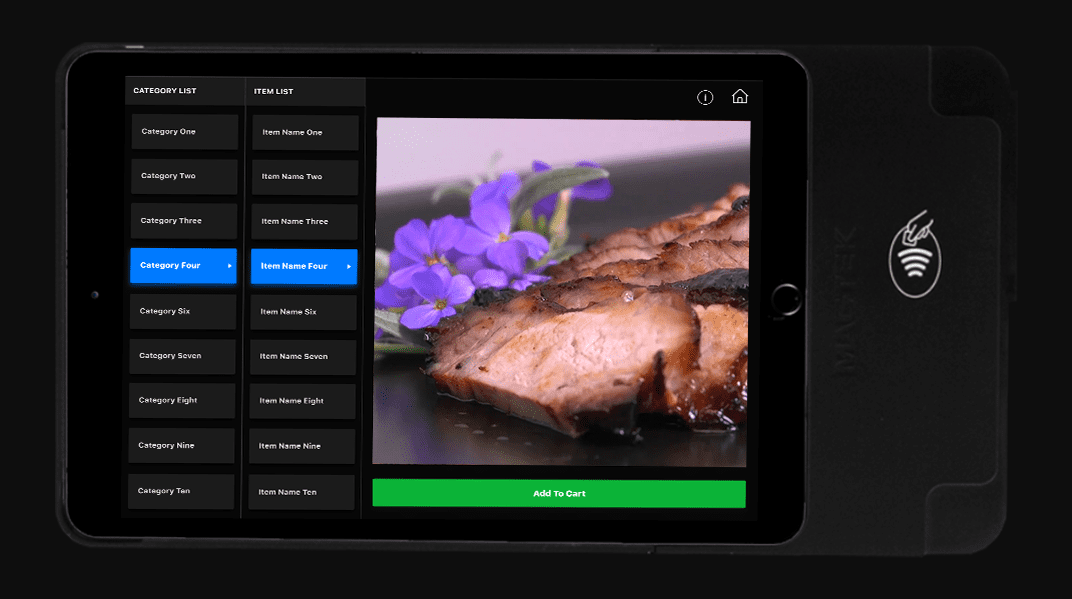 CATEGORY LIST
Category One
Category Two
Category Three
Category Four
Category Six
Category Seven
Category Eight
Category Nine
Category Ten
ITEM LIST
Item Name One
Item Name Two
Item Name Three
Item Name Four
Item Name Six
Item Name Seven
Item Name Eight
Item Name Nine
Item Name Ten
Add To Cart
MAGTEK